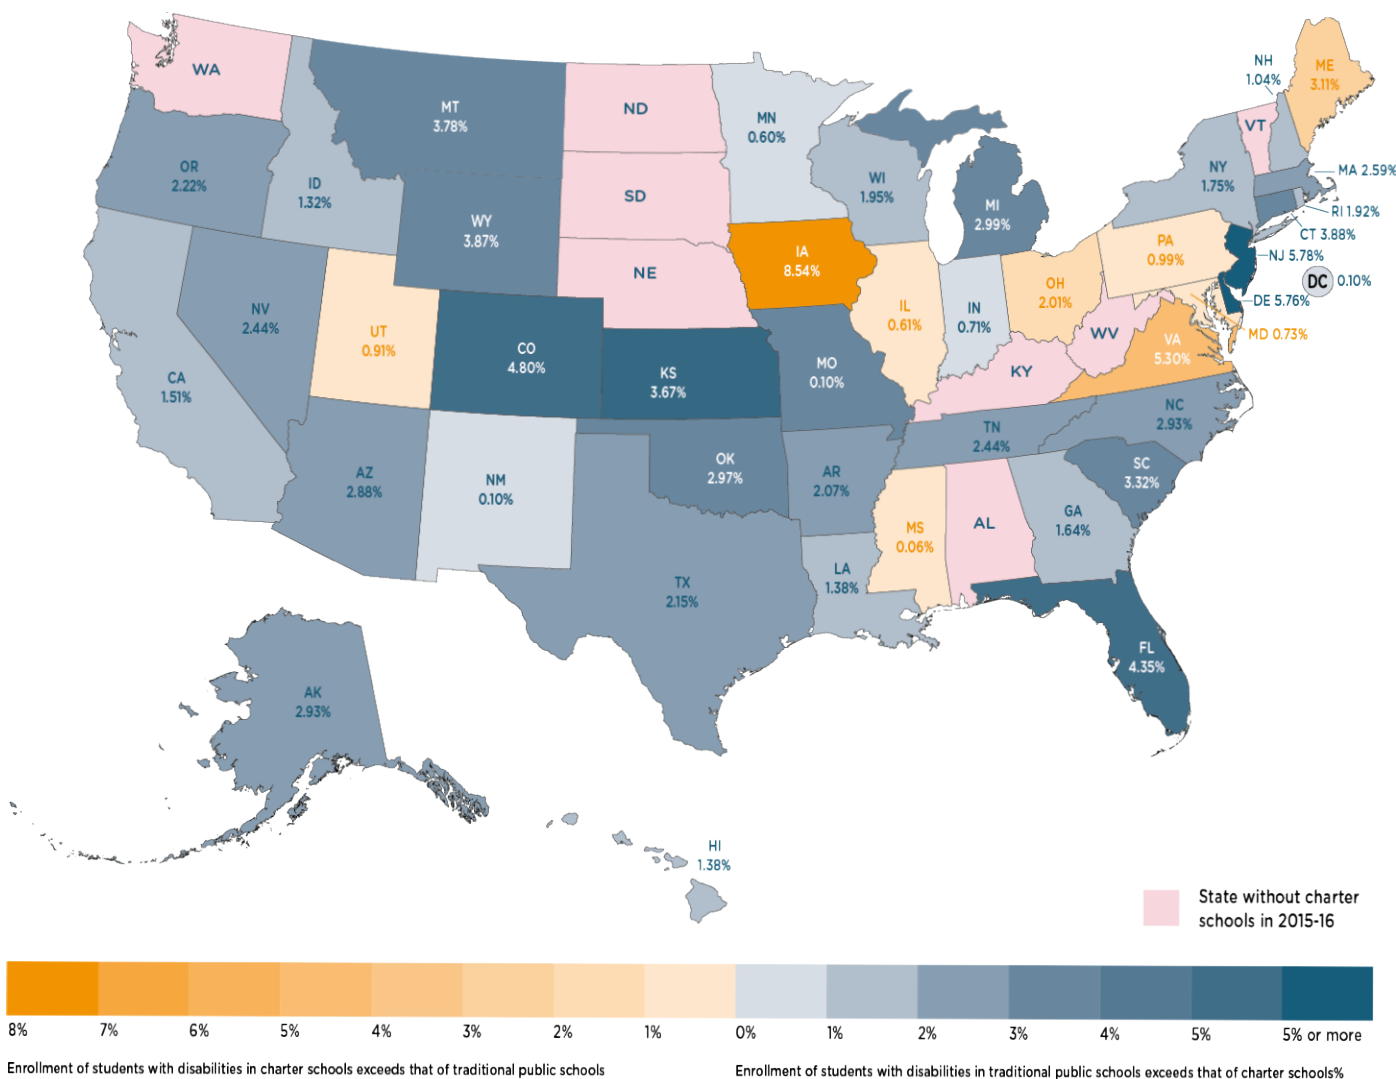 WA
MT
3.78%
ND
MN
0.60%
NH
1.04%
ME
3.11%
VT
OR
2.22%
ID
1.32%
WY
3.87%
SD
WI
1.95%
MI
2.99%
NY
1.75%
MA 2.59%
RI 1.92%
CT 3.88%
NJ 5.78%
DC 0.10%
DE 5.76%
MD 0.73%
NE
IA
8.54%
PA
0.99%
NV
2.44%
UT
0.91%
CO
4.80%
KS
3.67%
MO
0.10%
IL
0.61%
IN
0.71%
OH
2.01%
WV
VA
5.30%
KY
CA
1.51%
AZ
2.88%
NM
0.10%
OK
2.97%
AR
2.07%
TN
2.44%
NC
2.93%
SC
3.32%
MS
0.06%
AL
GA
1.64%
TX
2.15%
LA
1.38%
FL
4.35%
AK
2.93%
HI
1.38%
State without charter
schools in 2015-16
8% 7% 6% 5% 4% 3% 2% 1% 0% 1% 2% 3% 4% 5% 5% or more
Enrollment of students with disabilities in charter schools exceeds that of traditional public schools
Enrollment of students with disabilities in traditional public schools exceeds that of charter schools%